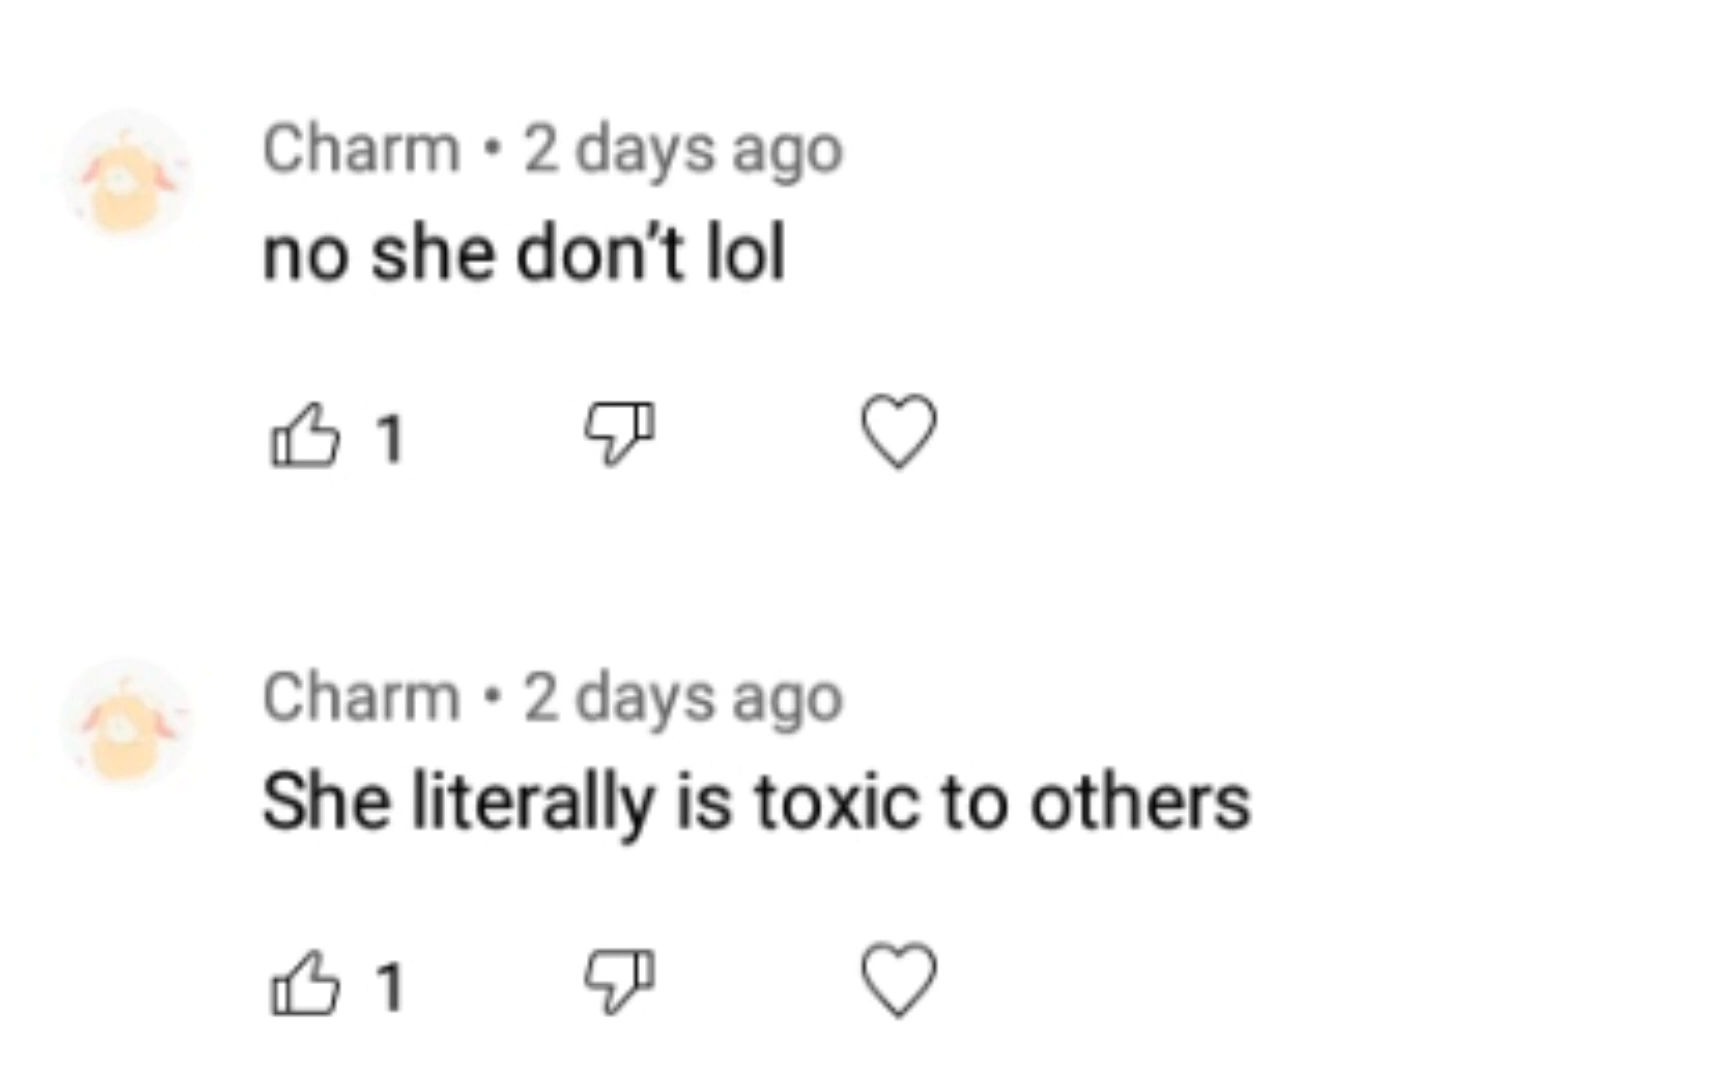 Charm • 2 days ago
no she don’t lol
1
Charm • 2 days ago
She literally is toxic to others
1